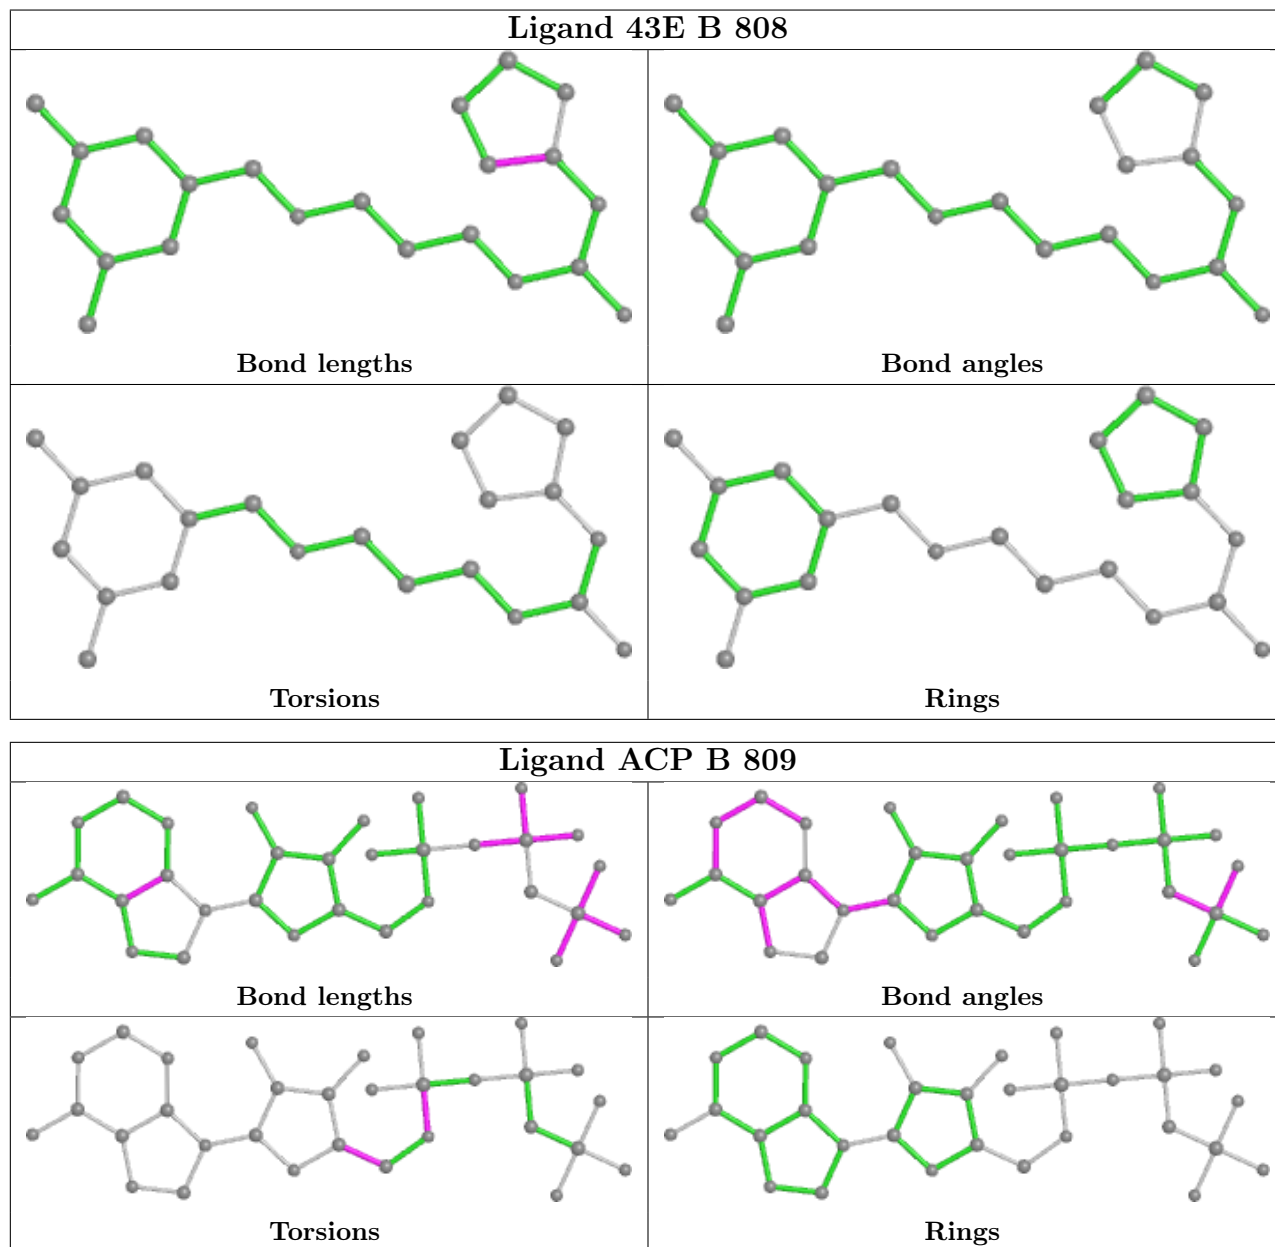 Ligand 43E B 808
Bond lengths
Bond angles
Torsions
Rings
Ligand ACP B 809
Bond lengths
Bond angles
Torsions
Rings